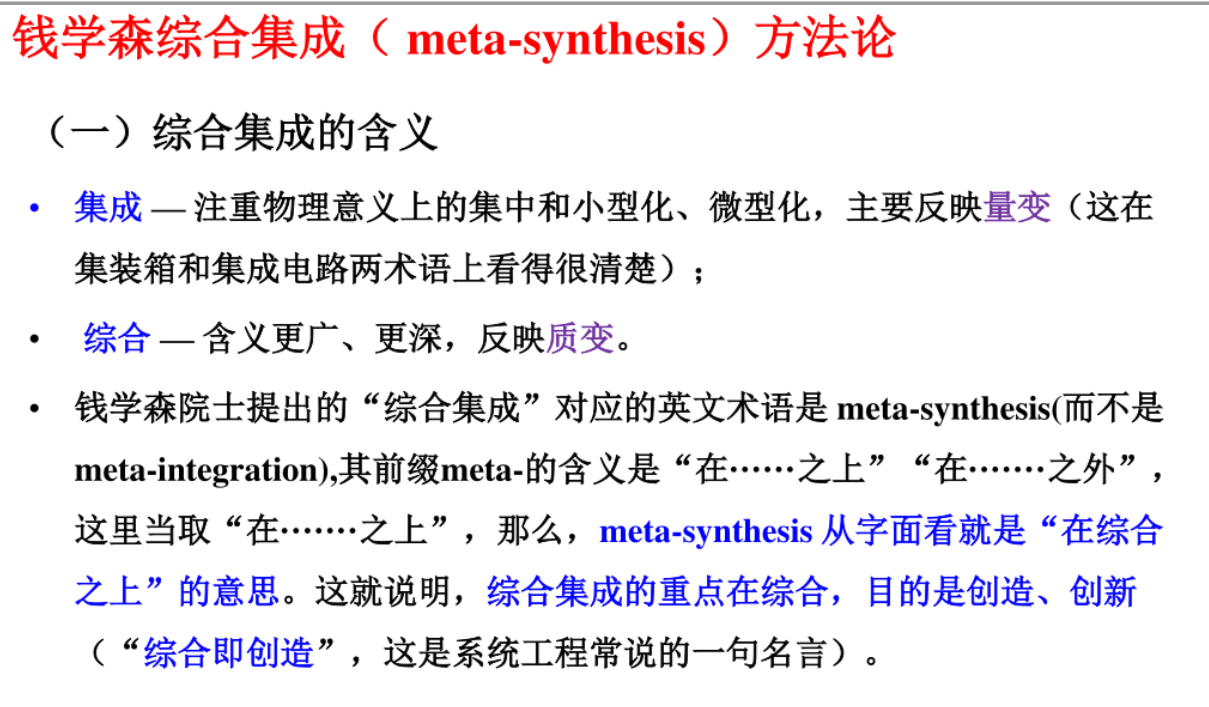 钱学森综合集成（ meta-synthesis）方法论
（一）综合集成的含义
• 集成 — 注重物理意义上的集中和小型化、微型化，主要反映量变（这在
集装箱和集成电路两术语上看得很清楚）；
• 综合 — 含义更广、更深，反映质变。
• 钱学森院士提出的“综合集成”对应的英文术语是 meta-synthesis(而不是
meta-integration),其前缀meta-的含义是“在……之上”“在…….之外”，
这里当取“在…….之上”，那么，meta-synthesis 从字面看就是“在综合
之上”的意思。这就说明，综合集成的重点在综合，目的是创造、创新
（“综合即创造”，这是系统工程常说的一句名言）。